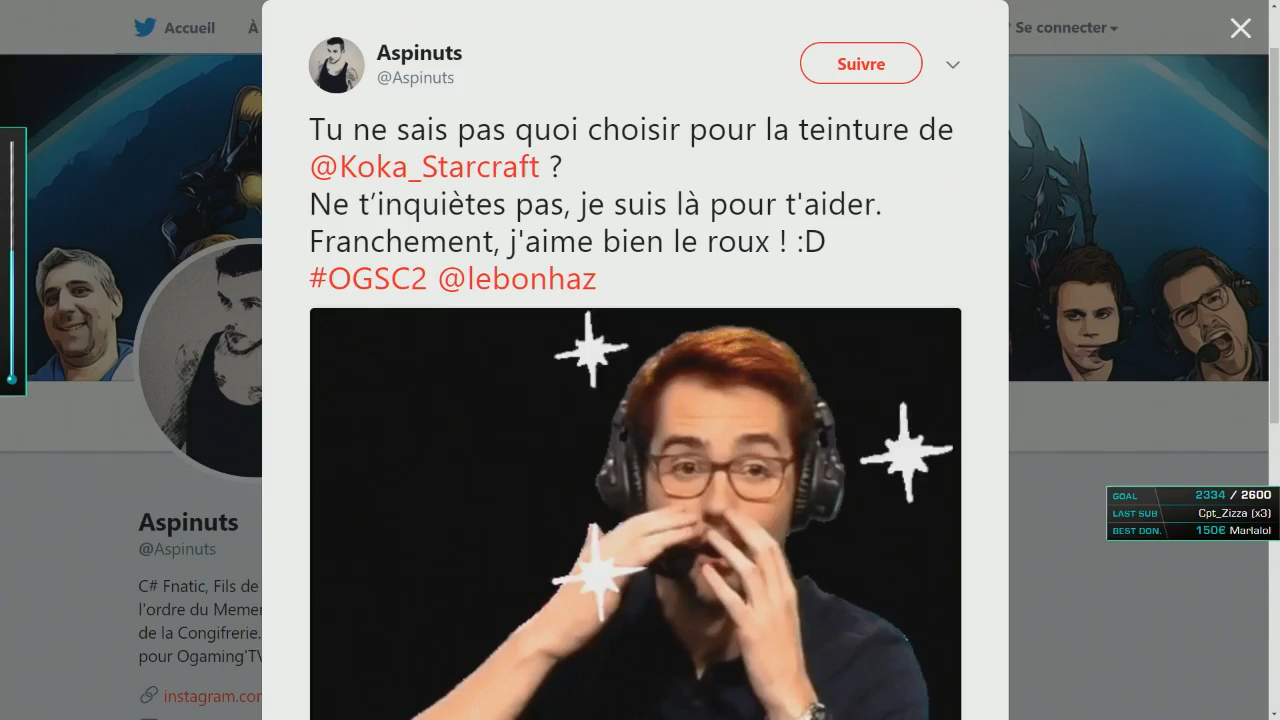 Accueil
À
Se connecter
Aspinuts
@Aspinuts
Suivre
Tu ne sais pas quoi choisir pour la teinture de
@Koka_Starcraft ?
Ne t’inquiètes pas, je suis là pour t'aider.
Franchement, j'aime bien le roux ! :D
#OGSC2 @lebonhaz
GOAL 2334 / 2600
LAST SUB Cpt_Zizza (x3)
BEST DON. 150€ Marlalol
Aspinuts
@Aspinuts
C# Fnatic, Fils de
l'ordre du Memer
de la Congifrerie.
pour Ogaming'TV
instagram.cor